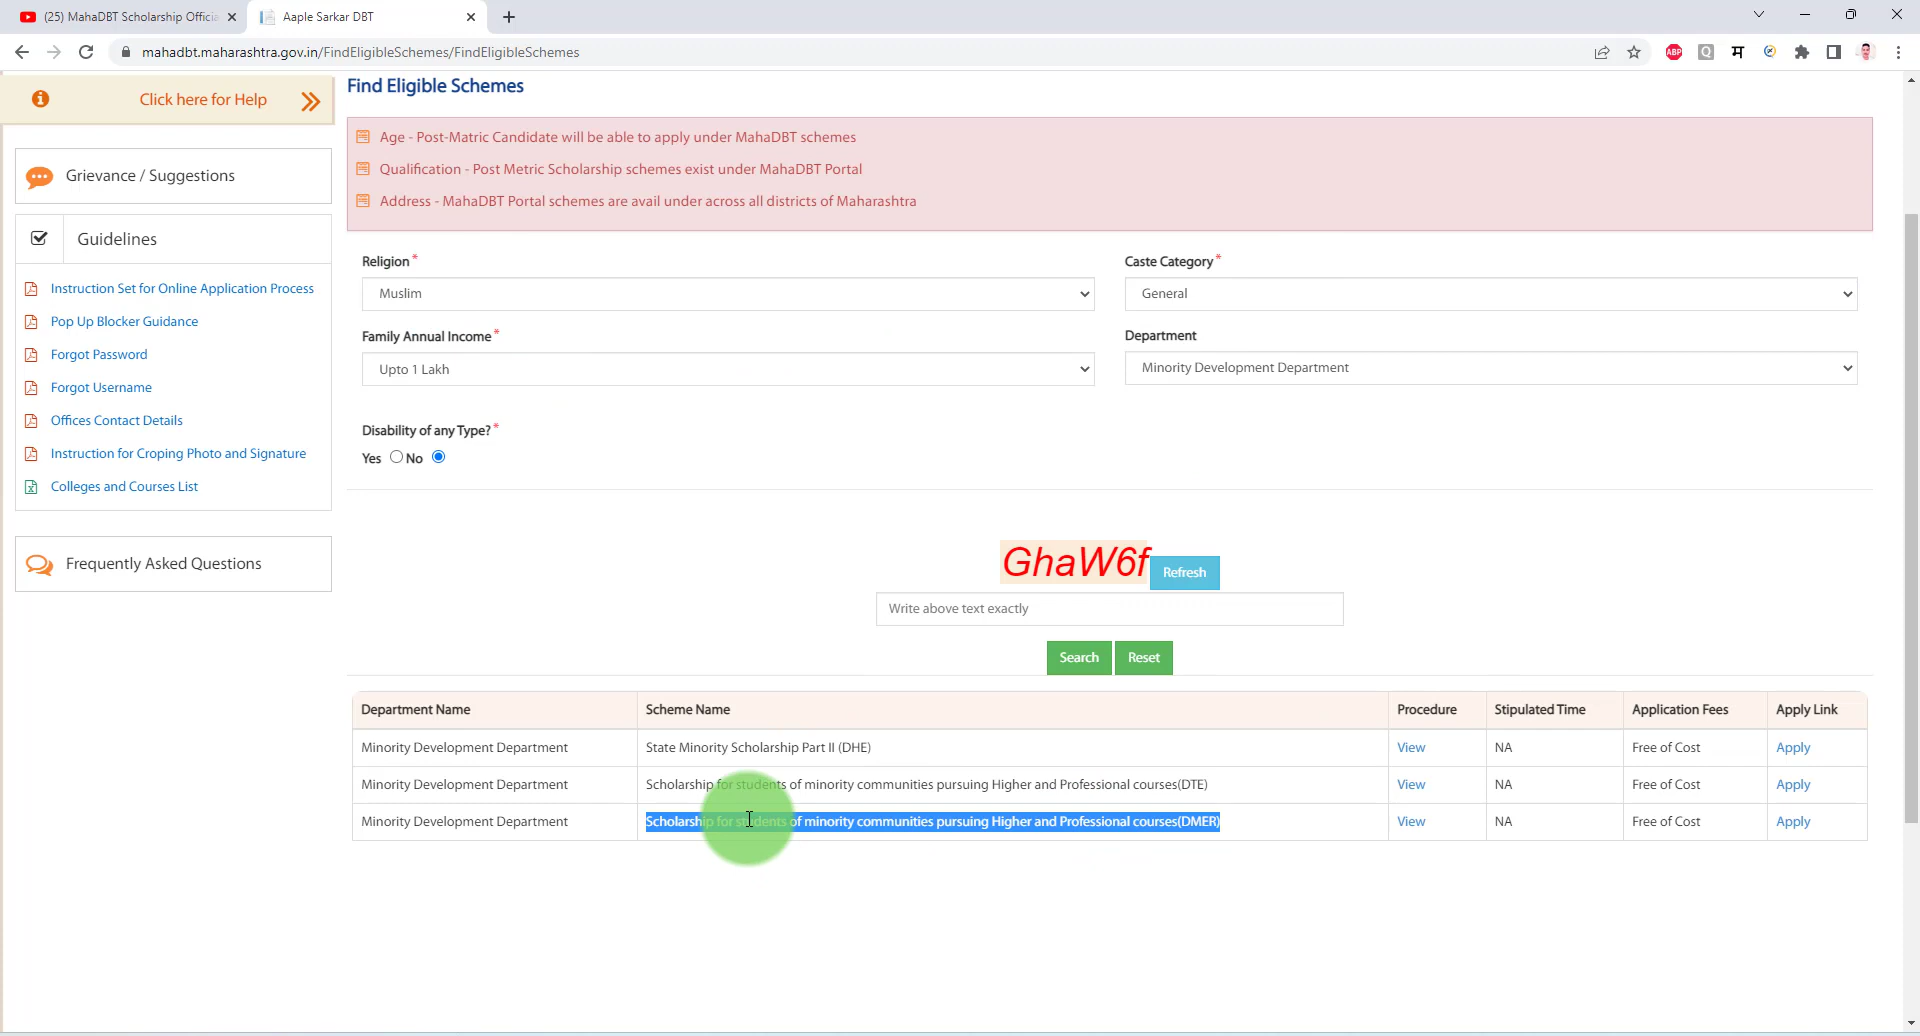 (25) MahaDBT Scholarship Officia
Aaple Sarkar DBT
mahadbt.maharashtra.gov.in/FindEligibleSchemes/FindEligibleSchemes
ABP
Q
Click here for Help
Grievance / Suggestions
Guidelines
Instruction Set for Online Application Process
Pop Up Blocker Guidance
Forgot Password
Forgot Username
Offices Contact Details
Instruction for Croping Photo and Signature
Colleges and Courses List
Frequently Asked Questions
Find Eligible Schemes
Age - Post-Matric Candidate will be able to apply under MahaDBT schemes
Qualification - Post Metric Scholarship schemes exist under MahaDBT Portal
Address - MahaDBT Portal schemes are avail under across all districts of Maharashtra
Religion * Caste Category *
Muslim General
Family Annual Income * Department
Upto 1 Lakh Minority Development Department
Disability of any Type? *
Yes No
GhaW6f Refresh
Write above text exactly
Search Reset
Department Name Scheme Name Procedure Stipulated Time Application Fees Apply Link
Minority Development Department State Minority Scholarship Part II (DHE) View NA Free of Cost Apply
Minority Development Department Scholarship for students of minority communities pursuing Higher and Professional courses(DTE) View NA Free of Cost Apply
Minority Development Department Scholarship for students of minority communities pursuing Higher and Professional courses(DMER) View NA Free of Cost Apply